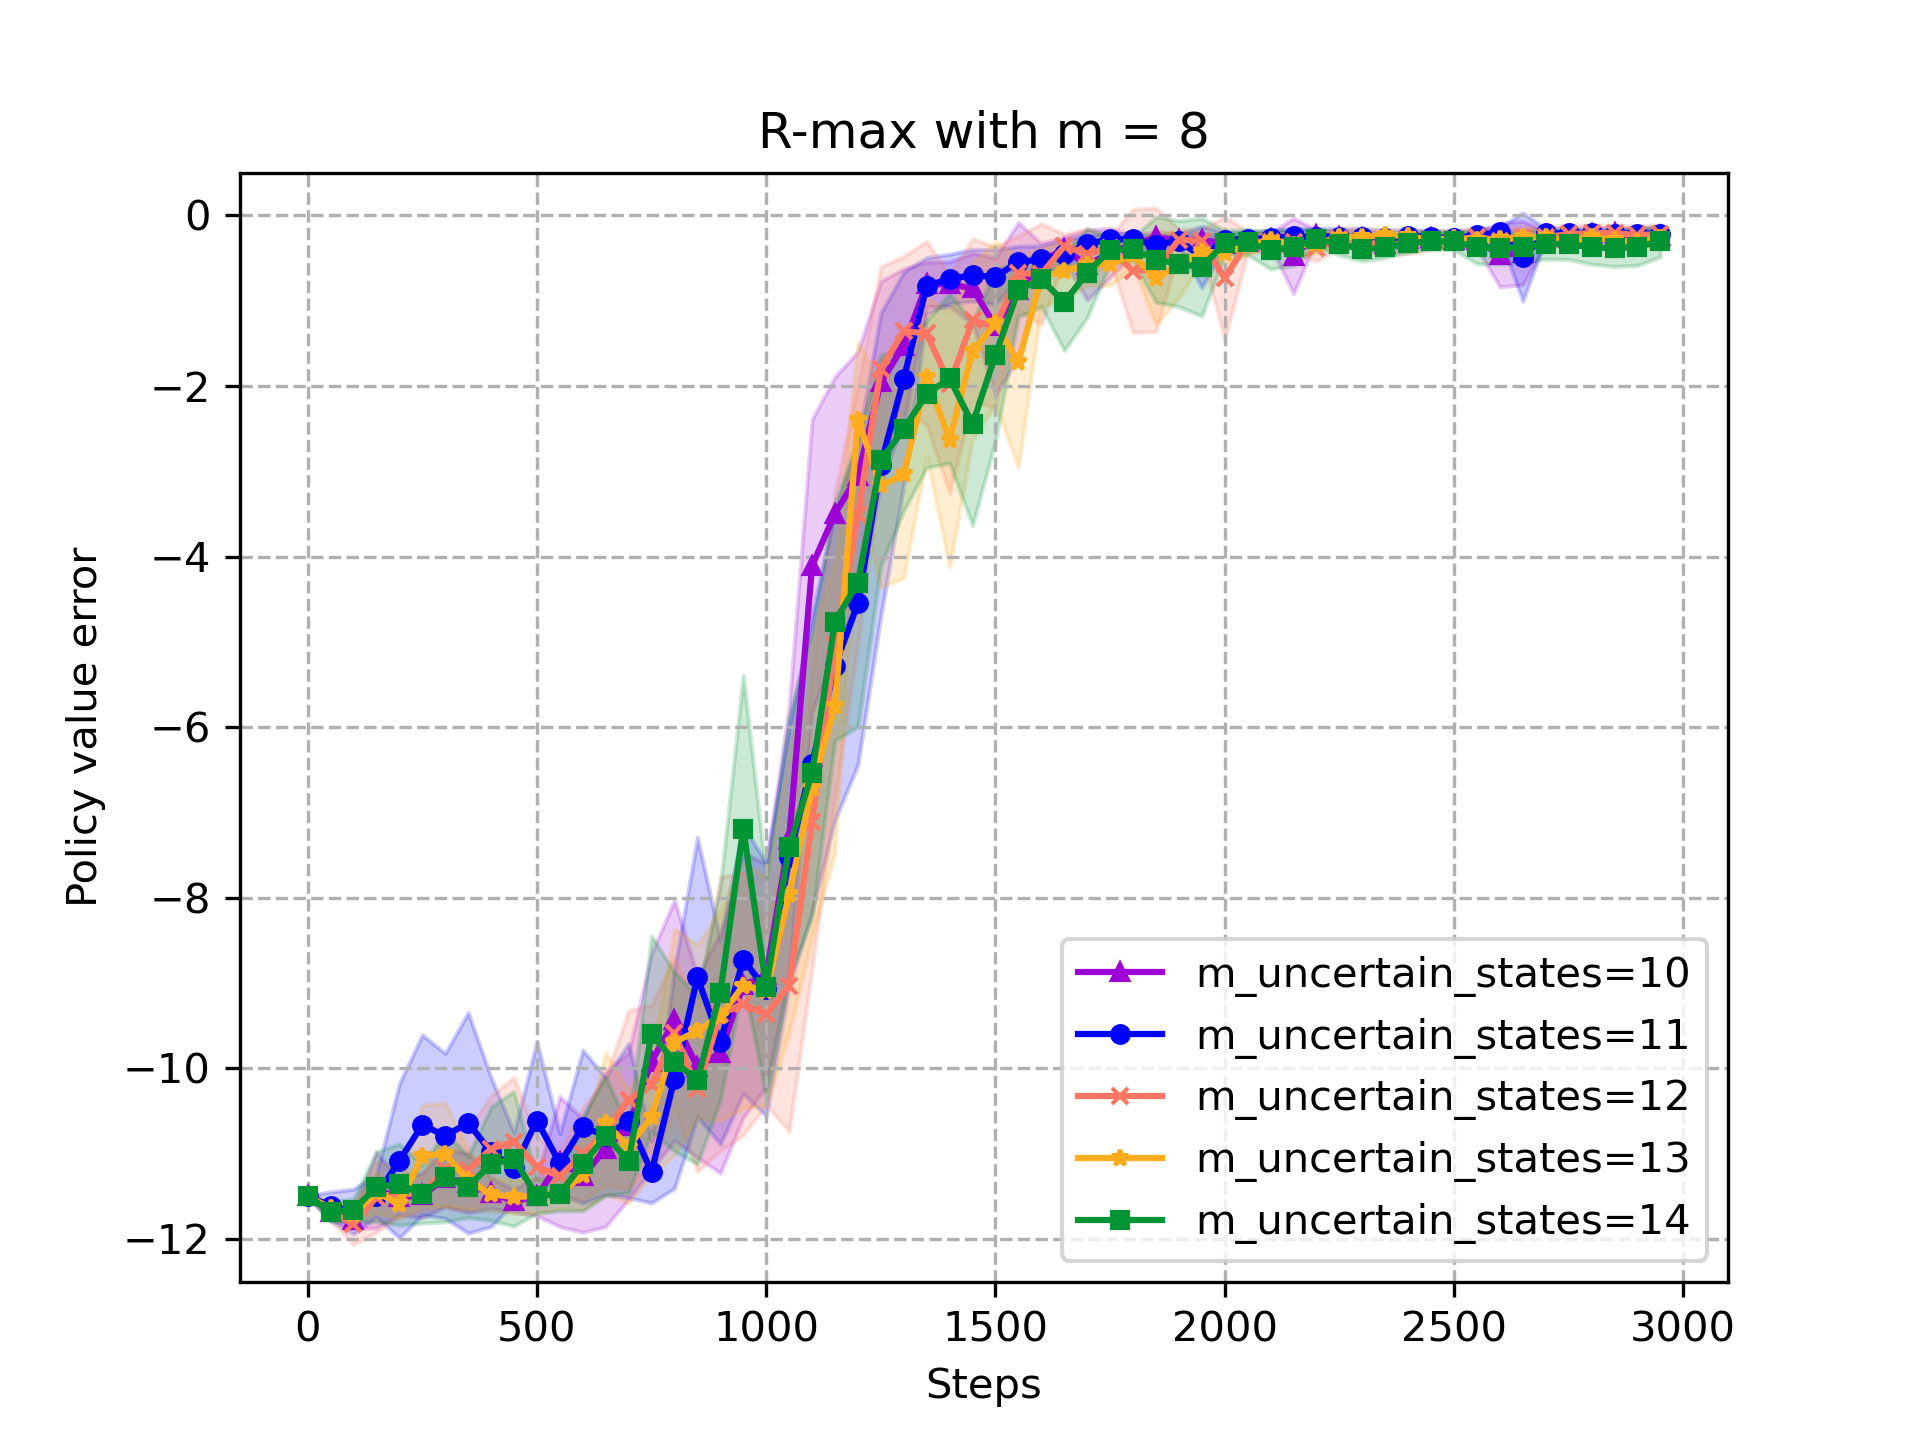 R-max with m = 8
0
−2
−4
−6
−8
−10
−12
Policy value error
m_uncertain_states=10
m_uncertain_states=11
m_uncertain_states=12
m_uncertain_states=13
m_uncertain_states=14
0 500 1000 1500 2000 2500 3000
Steps